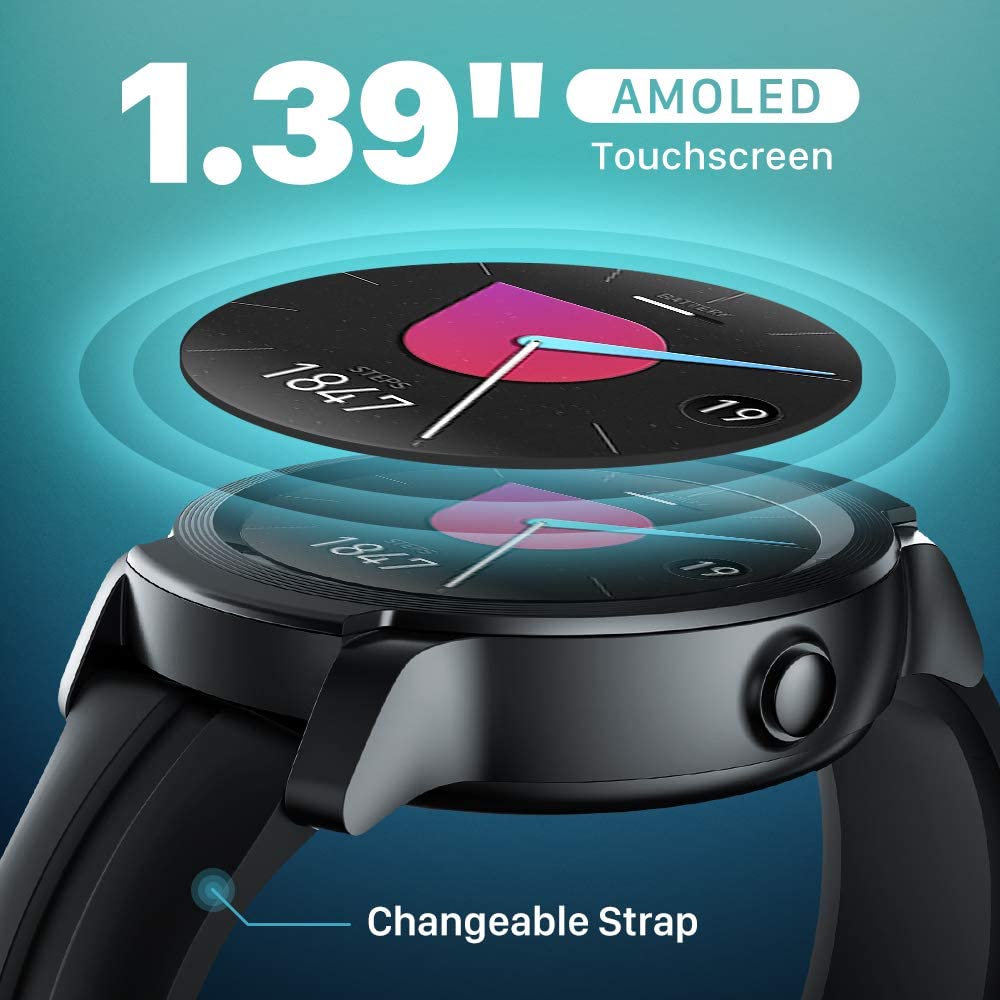 1.39"
AMOLED
Touchscreen
BATTERY
STEPS
1847
19
STEPS
1847
19
Changeable Strap